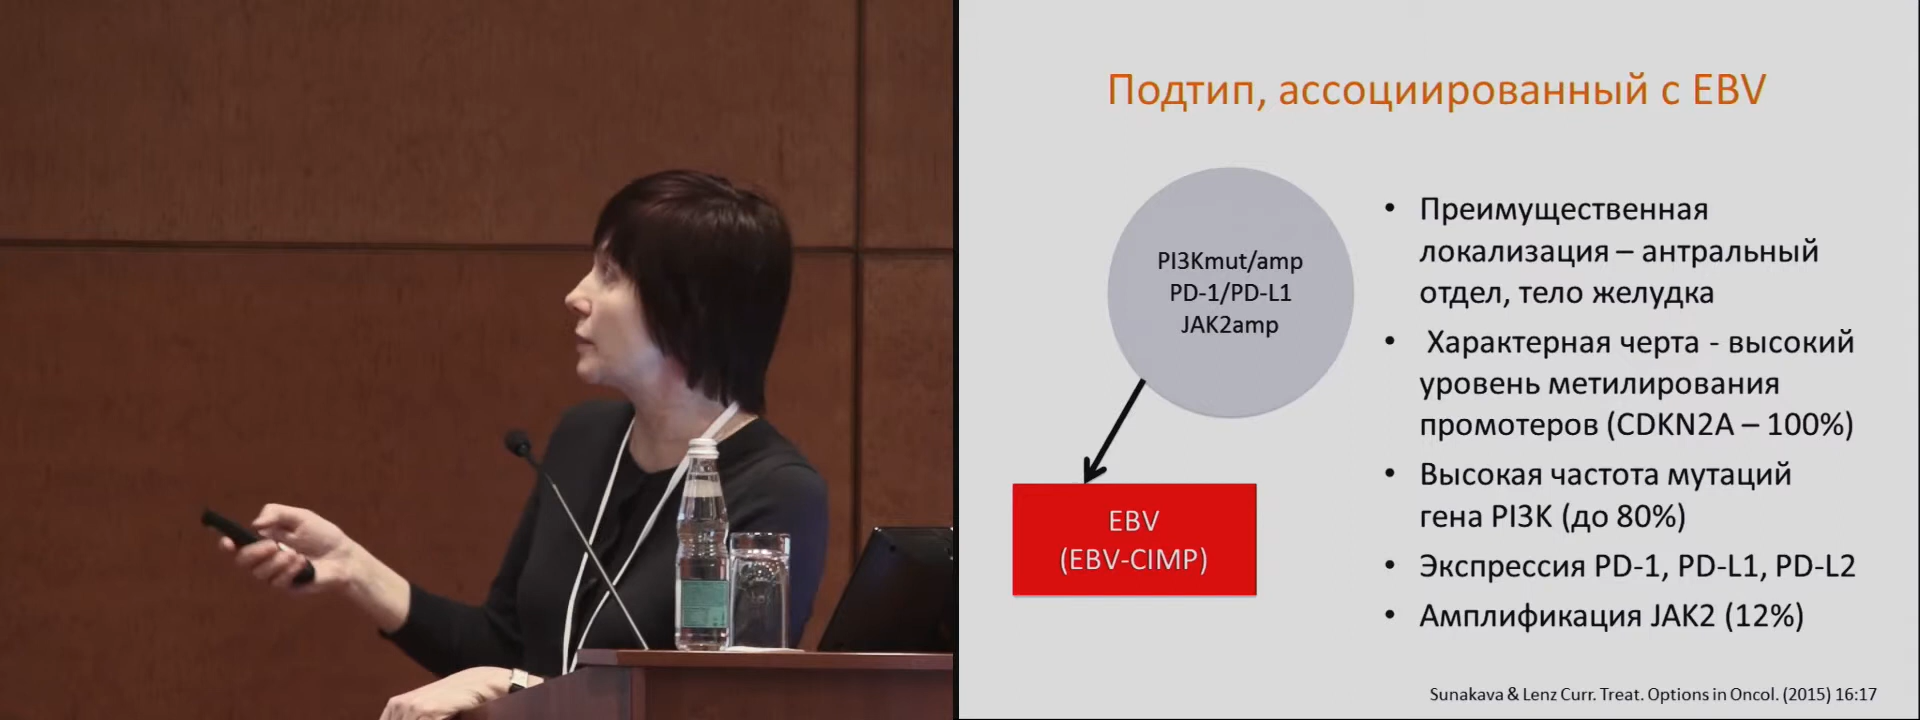 Подтип, ассоциированный с EBV
PI3Kmut/amp
PD-1/PD-L1
JAK2amp
EBV
(EBV-CIMP)
• Преимущественная
локализация – антральный
отдел, тело желудка
• Характерная черта - высокий
уровень метилирования
промотеров (CDKN2A – 100%)
• Высокая частота мутаций
гена PI3K (до 80%)
• Экспрессия PD-1, PD-L1, PD-L2
• Амплификация JAK2 (12%)
Sunakava & Lenz Curr. Treat. Options in Oncol. (2015) 16:17